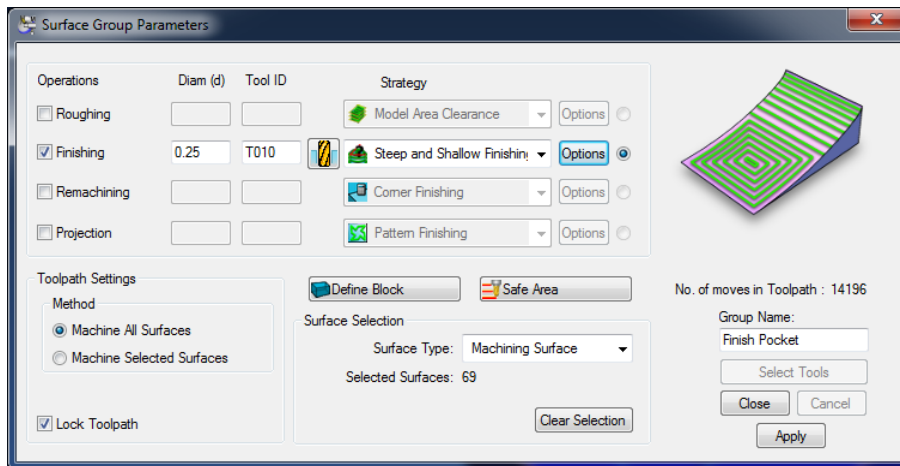 Surface Group Parameters
Operations Diam (d) Tool ID Strategy
Roughing Model Area Clearance Options
Finishing 0.25 T010 Steep and Shallow Finishing Options
Remachining Corner Finishing Options
Projection Pattern Finishing Options
Toolpath Settings
Method
Machine All Surfaces
Machine Selected Surfaces
Lock Toolpath
Define Block Safe Area
Surface Selection
Surface Type: Machining Surface
Selected Surfaces: 69
Clear Selection
No. of moves in Toolpath : 14196
Group Name:
Finish Pocket
Select Tools
Close Cancel
Apply